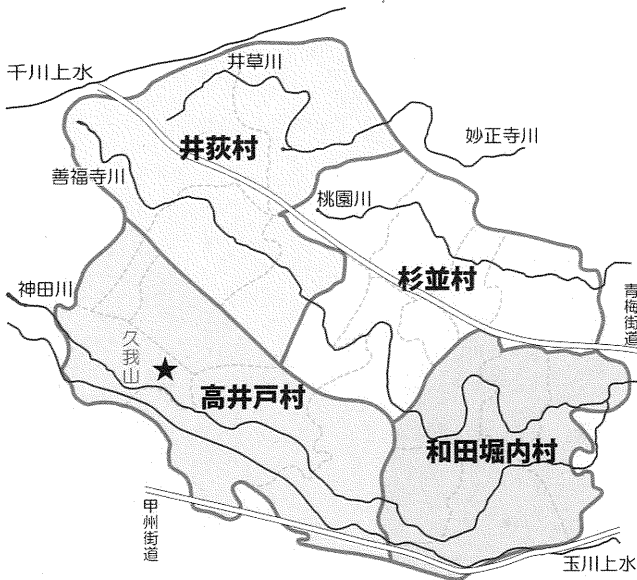 千川上水
井草川
井荻村
妙正寺川
善福寺川
桃園川
杉並村
神田川
青梅街道
久我山
高井戸村
和田堀内村
甲州街道
玉川上水